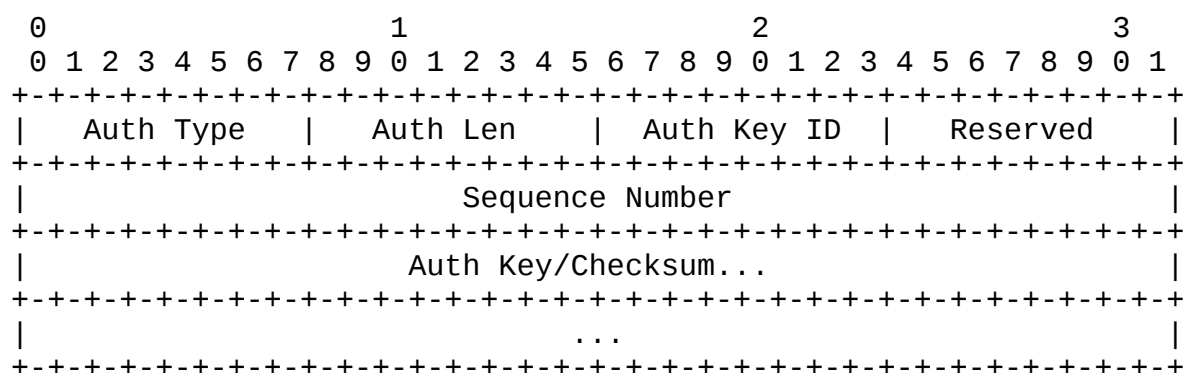 0                   1                   2                   3
 0 1 2 3 4 5 6 7 8 9 0 1 2 3 4 5 6 7 8 9 0 1 2 3 4 5 6 7 8 9 0 1
+-+-+-+-+-+-+-+-+-+-+-+-+-+-+-+-+-+-+-+-+-+-+-+-+-+-+-+-+-+-+-+-+
|   Auth Type   |   Auth Len    |  Auth Key ID  |   Reserved    |
+-+-+-+-+-+-+-+-+-+-+-+-+-+-+-+-+-+-+-+-+-+-+-+-+-+-+-+-+-+-+-+-+
|                        Sequence Number                        |
+-+-+-+-+-+-+-+-+-+-+-+-+-+-+-+-+-+-+-+-+-+-+-+-+-+-+-+-+-+-+-+-+
|                     Auth Key/Checksum...                      |
+-+-+-+-+-+-+-+-+-+-+-+-+-+-+-+-+-+-+-+-+-+-+-+-+-+-+-+-+-+-+-+-+
|                              ...                              |
+-+-+-+-+-+-+-+-+-+-+-+-+-+-+-+-+-+-+-+-+-+-+-+-+-+-+-+-+-+-+-+-+